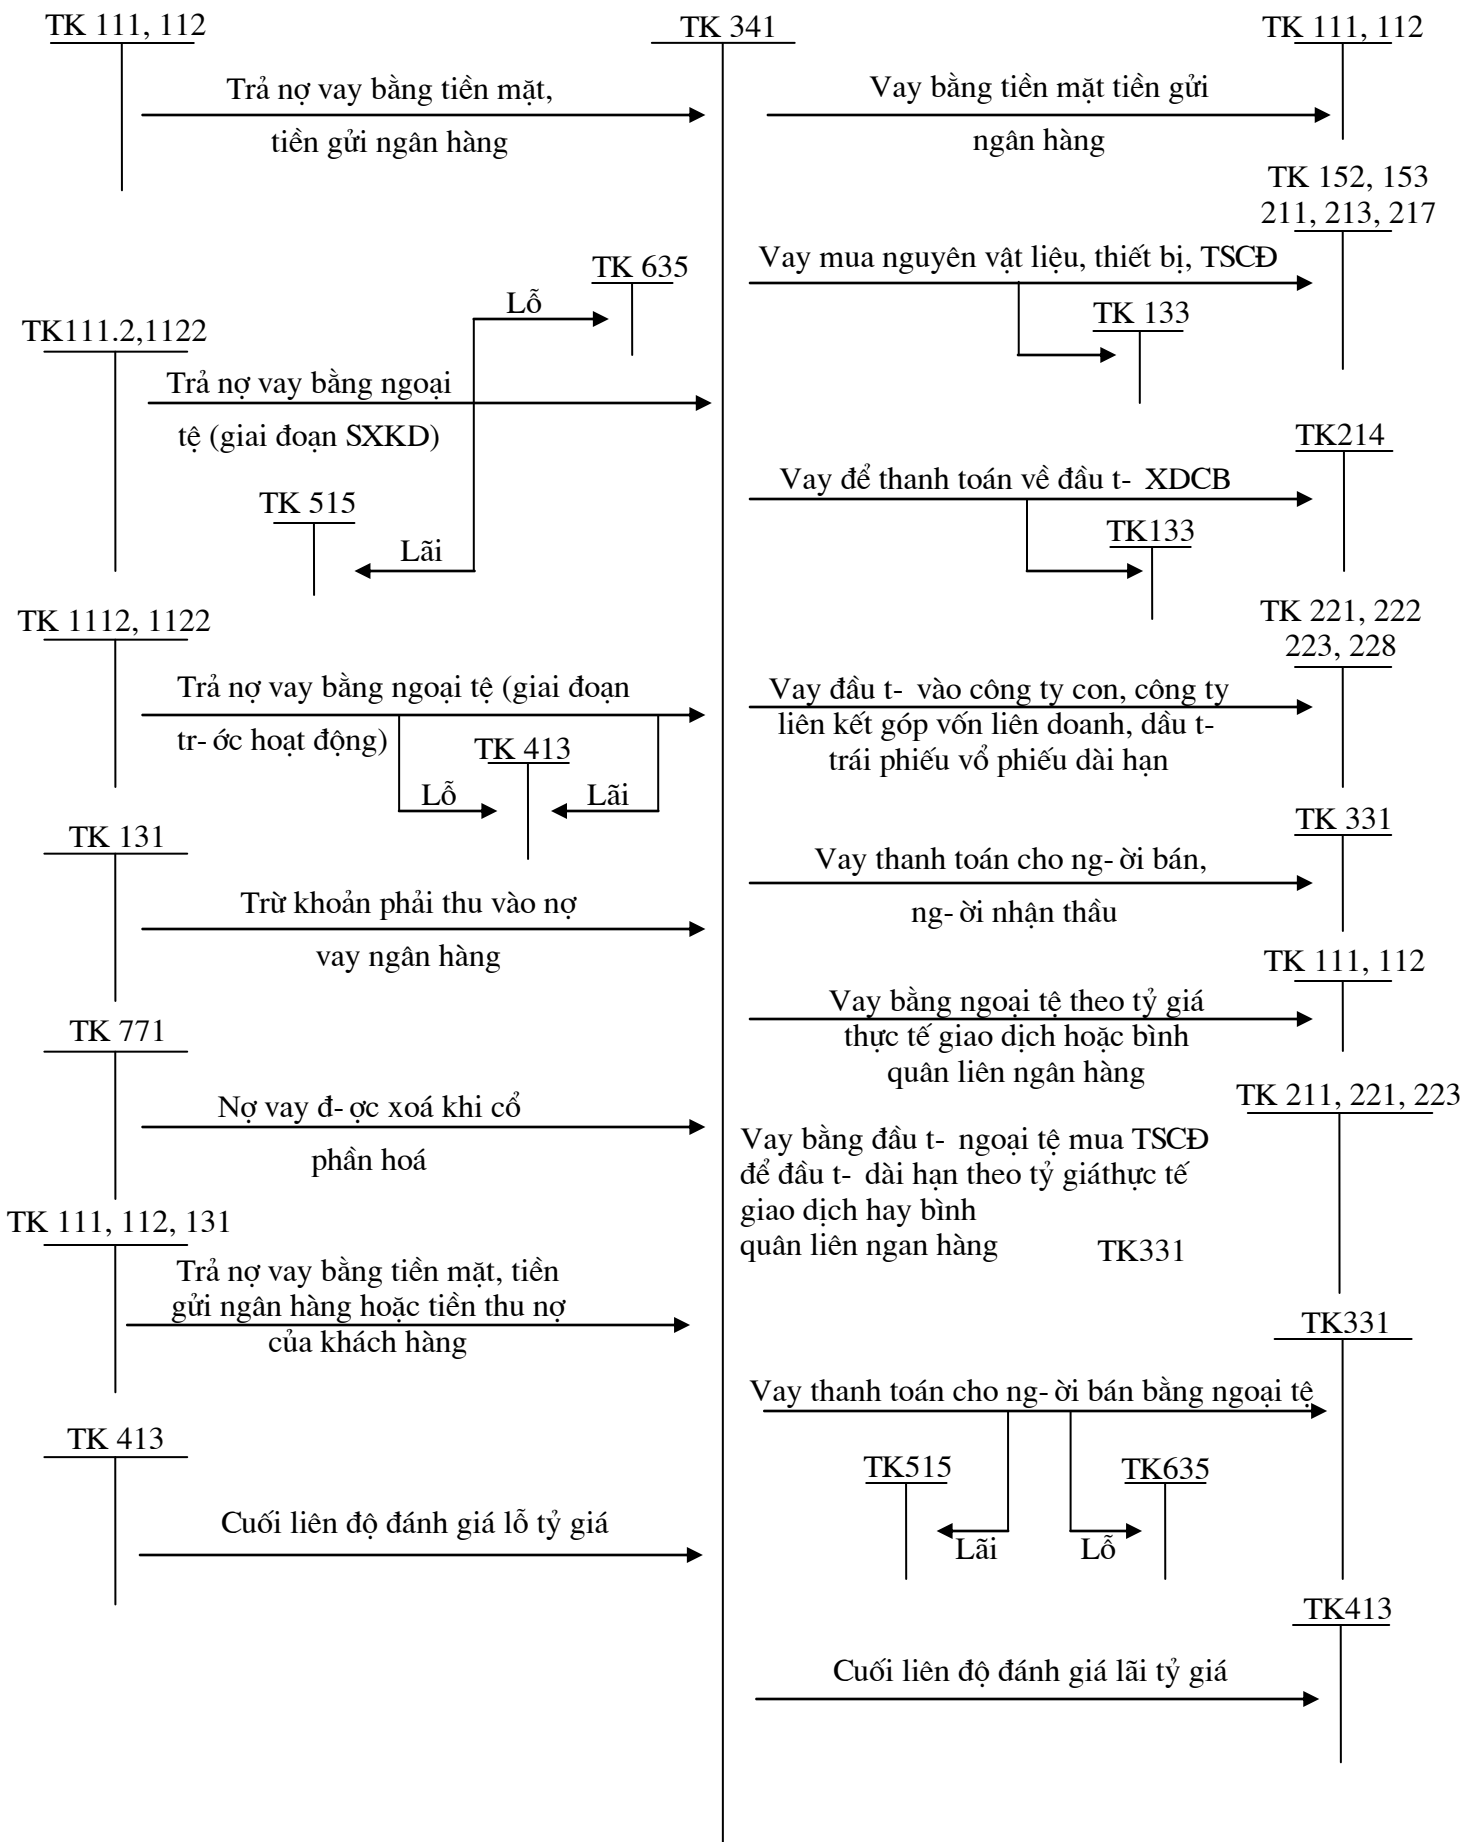 TK 111, 112
TK 341
TK 111, 112
Trả nợ vay bằng tiền mặt,
tiền gửi ngân hàng
Vay bằng tiền mặt tiền gửi
ngân hàng
TK 152, 153
211, 213, 217
TK 635
Lỗ
Vay mua nguyên vật liệu, thiết bị, TSCĐ
TK 133
TK111.2,1122
Trả nợ vay bằng ngoại
tệ (giai đoạn SXKD)
TK 515
Lãi
TK214
Vay để thanh toán về đầu t- XDCB
TK133
TK 1112, 1122
Trả nợ vay bằng ngoại tệ (giai đoạn
tr- ớc hoạt động)
TK 413
Lỗ
Lãi
TK 221, 222
223, 228
Vay đầu t- vào công ty con, công ty
liên kết góp vốn liên doanh, dầu t-
trái phiếu vổ phiếu dài hạn
TK 131
Trừ khoản phải thu vào nợ
vay ngân hàng
TK 331
Vay thanh toán cho ng- ời bán,
ng- ời nhận thầu
TK 111, 112
Vay bằng ngoại tệ theo tỷ giá
thực tế giao dịch hoặc bình
quân liên ngân hàng
TK 771
Nợ vay đ- ợc xoá khi cổ
phần hoá
TK 211, 221, 223
Vay bằng đầu t- ngoại tệ mua TSCĐ
để đầu t- dài hạn theo tỷ giáthực tế
giao dịch hay bình
quân liên ngan hàng
TK331
TK 111, 112, 131
Trả nợ vay bằng tiền mặt, tiền
gửi ngân hàng hoặc tiền thu nợ
của khách hàng
TK331
Vay thanh toán cho ng- ời bán bằng ngoại tệ
TK515
TK635
Lãi
Lỗ
TK 413
Cuối liên độ đánh giá lỗ tỷ giá
TK413
Cuối liên độ đánh giá lãi tỷ giá